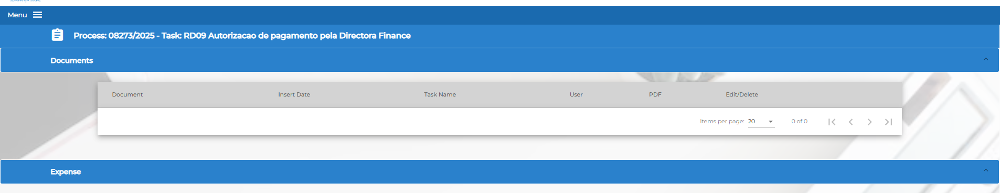 Menu
Process: 08273/2025 - Task: RD09 Autorizacao de pagamento pela Directora Finance
Documents
Document Insert Date Task Name User PDF Edit/Delete
Items per page: 20 0 of 0
Expense